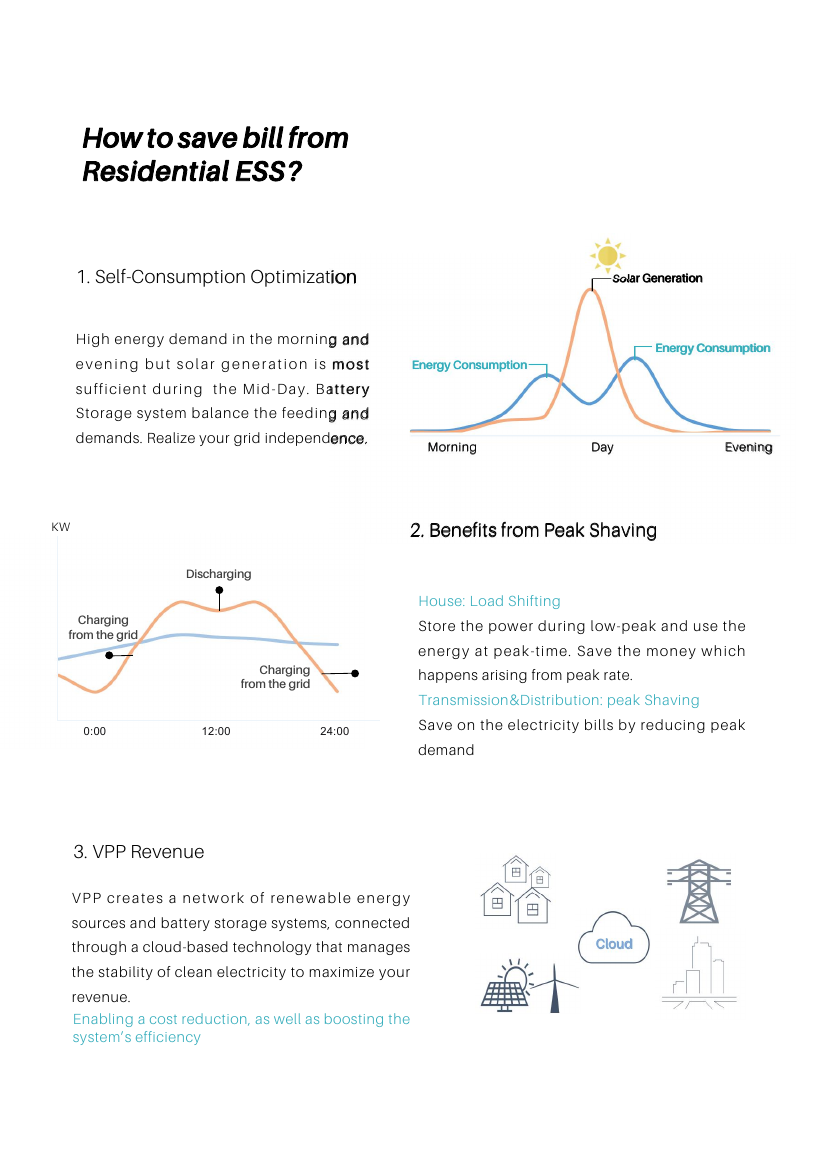 How to save bill from
Residential ESS?
1. Self-Consumption Optimization
High energy demand in the morning and
evening but solar generation is most
sufficient during the Mid-Day. Battery
Storage system balance the feeding and
demands. Realize your grid independence.
Solar Generation
Energy Consumption
Energy Consumption
Morning
Day
Evening
KW
Discharging
Charging
from the grid
Charging
from the grid
0:00
12:00
24:00
2. Benefits from Peak Shaving
House: Load Shifting
Store the power during low-peak and use the
energy at peak-time. Save the money which
happens arising from peak rate.
Transmission&Distribution: peak Shaving
Save on the electricity bills by reducing peak
demand
3. VPP Revenue
VPP creates a network of renewable energy
sources and battery storage systems, connected
through a cloud-based technology that manages
the stability of clean electricity to maximize your
revenue.
Enabling a cost reduction, as well as boosting the
system's efficiency
Cloud